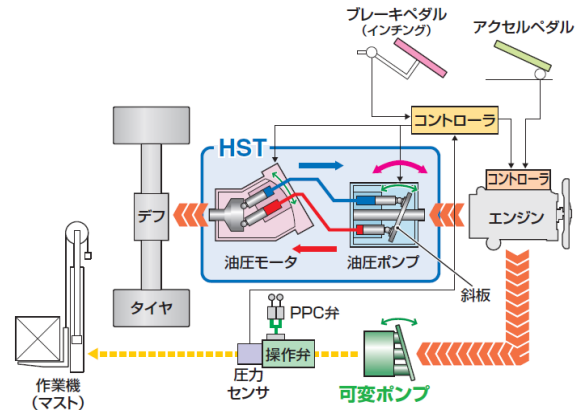 ブレーキペダル
（インチング）
アクセルペダル
コントローラ
HST
コントローラ
デフ
エンジン
油圧モータ
油圧ポンプ
斜板
タイヤ
PPC弁
操作弁
圧力
センサ
可変ポンプ
作業機
（マスト）